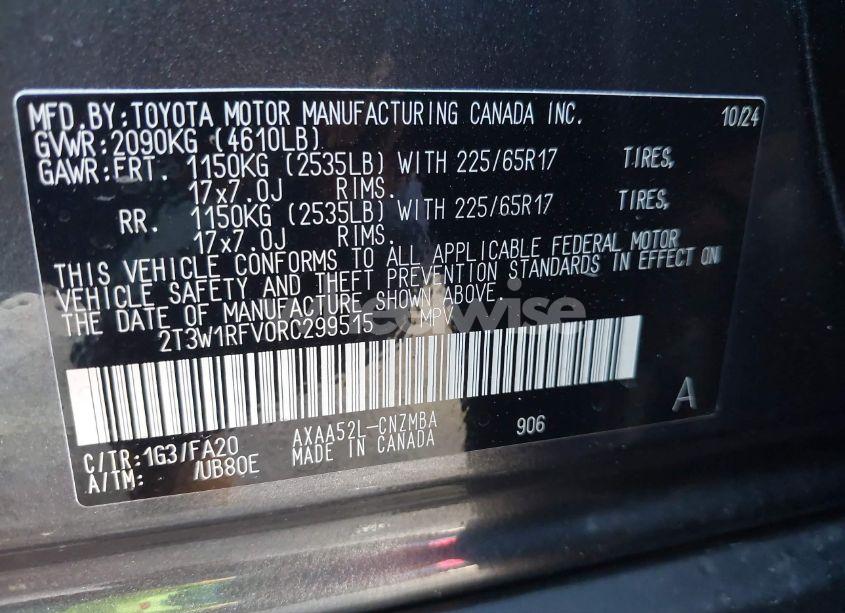 MFD.BY:TOYOTA MOTOR MANUFACTURING CANADA INC. 10/24
GVWR:2090KG (4610LB)
GAWR:FRT. 1150KG (2535LB) WITH 225/65R17 TIRES,
17x7.0J RIMS.
RR. 1150KG (2535LB) WITH 225/65R17 TIRES,
17x7.0J RIMS.
THIS VEHICLE CONFORMS TO ALL APPLICABLE FEDERAL MOTOR
VEHICLE SAFETY AND THEFT PREVENTION STANDARDS IN EFFECT ON
THE DATE OF MANUFACTURE SHOWN ABOVE.
2T3W1RFV0RC299515 MPV
A
C/TR:1G3/FA20 AXAA52L-CNZMBA 906
A/TM: /UB80E MADE IN CANADA